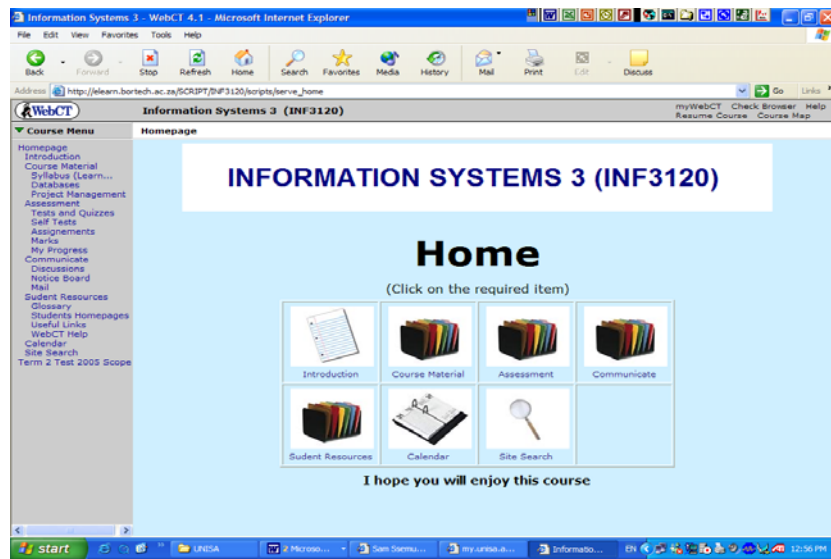 Information Systems 3 - WebCT 4.1 - Microsoft Internet Explorer
File Edit View Favorites Tools Help
Back Forward Stop Refresh Home Search Favorites Media History Mail Print Edit Discuss
Address http://elearn.bortech.ac.za/SCRIPT/INF3120/scripts/serve_home Go Links
WebCT Information Systems 3 (INF3120) myWebCT Check Browser Help
Resume Course Course Map
Course Menu Homepage
Homepage
Introduction
Course Material
Syllabus (Learn...
Databases
Project Management
Assessment
Tests and Quizzes
Self Tests
Assignements
Marks
My Progress
Communicate
Discussions
Notice Board
Mail
Sudent Resources
Glossary
Students Homepages
Useful Links
WebCT Help
Calendar
Site Search
Term 2 Test 2005 Scope
INFORMATION SYSTEMS 3 (INF3120)
Home
(Click on the required item)
Introduction Course Material Assessment Communicate
Sudent Resources Calendar Site Search
I hope you will enjoy this course
start UNISA 2 Microso... Sam Ssemu... my.unisa.a... Informatio... EN 12:56 PM